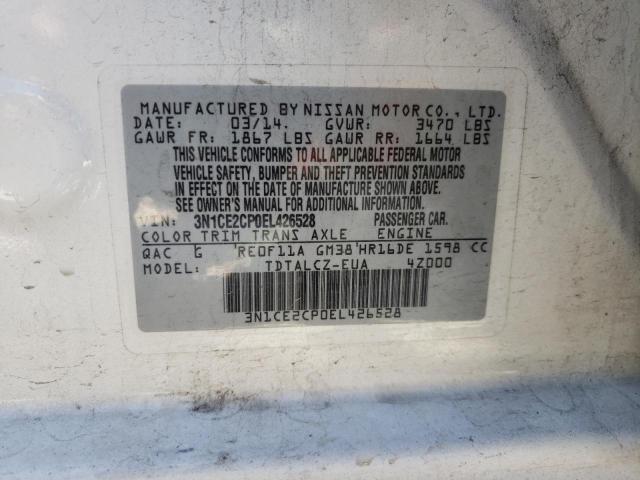 MANUFACTURED BY NISSAN MOTOR CO., LTD.
DATE: 03/14. GVWR: 3470 LBS
GAWR FR: 1867 LBS GAWR RR: 1664 LBS
THIS VEHICLE CONFORMS TO ALL APPLICABLE FEDERAL MOTOR
VEHICLE SAFETY, BUMPER AND THEFT PREVENTION STANDARDS
IN EFFECT ON THE DATE OF MANUFACTURE SHOWN ABOVE.
SEE OWNER'S MANUAL FOR ADDITIONAL INFORMATION.
VIN: 3N1CE2CP0EL426528 PASSENGER CAR.
COLOR TRIM TRANS AXLE ENGINE
QAC G RE0F11A GM38 HR16DE 1598 CC
MODEL: TDTALCZ-EUA 4Z000
3N1CE2CP0EL426528